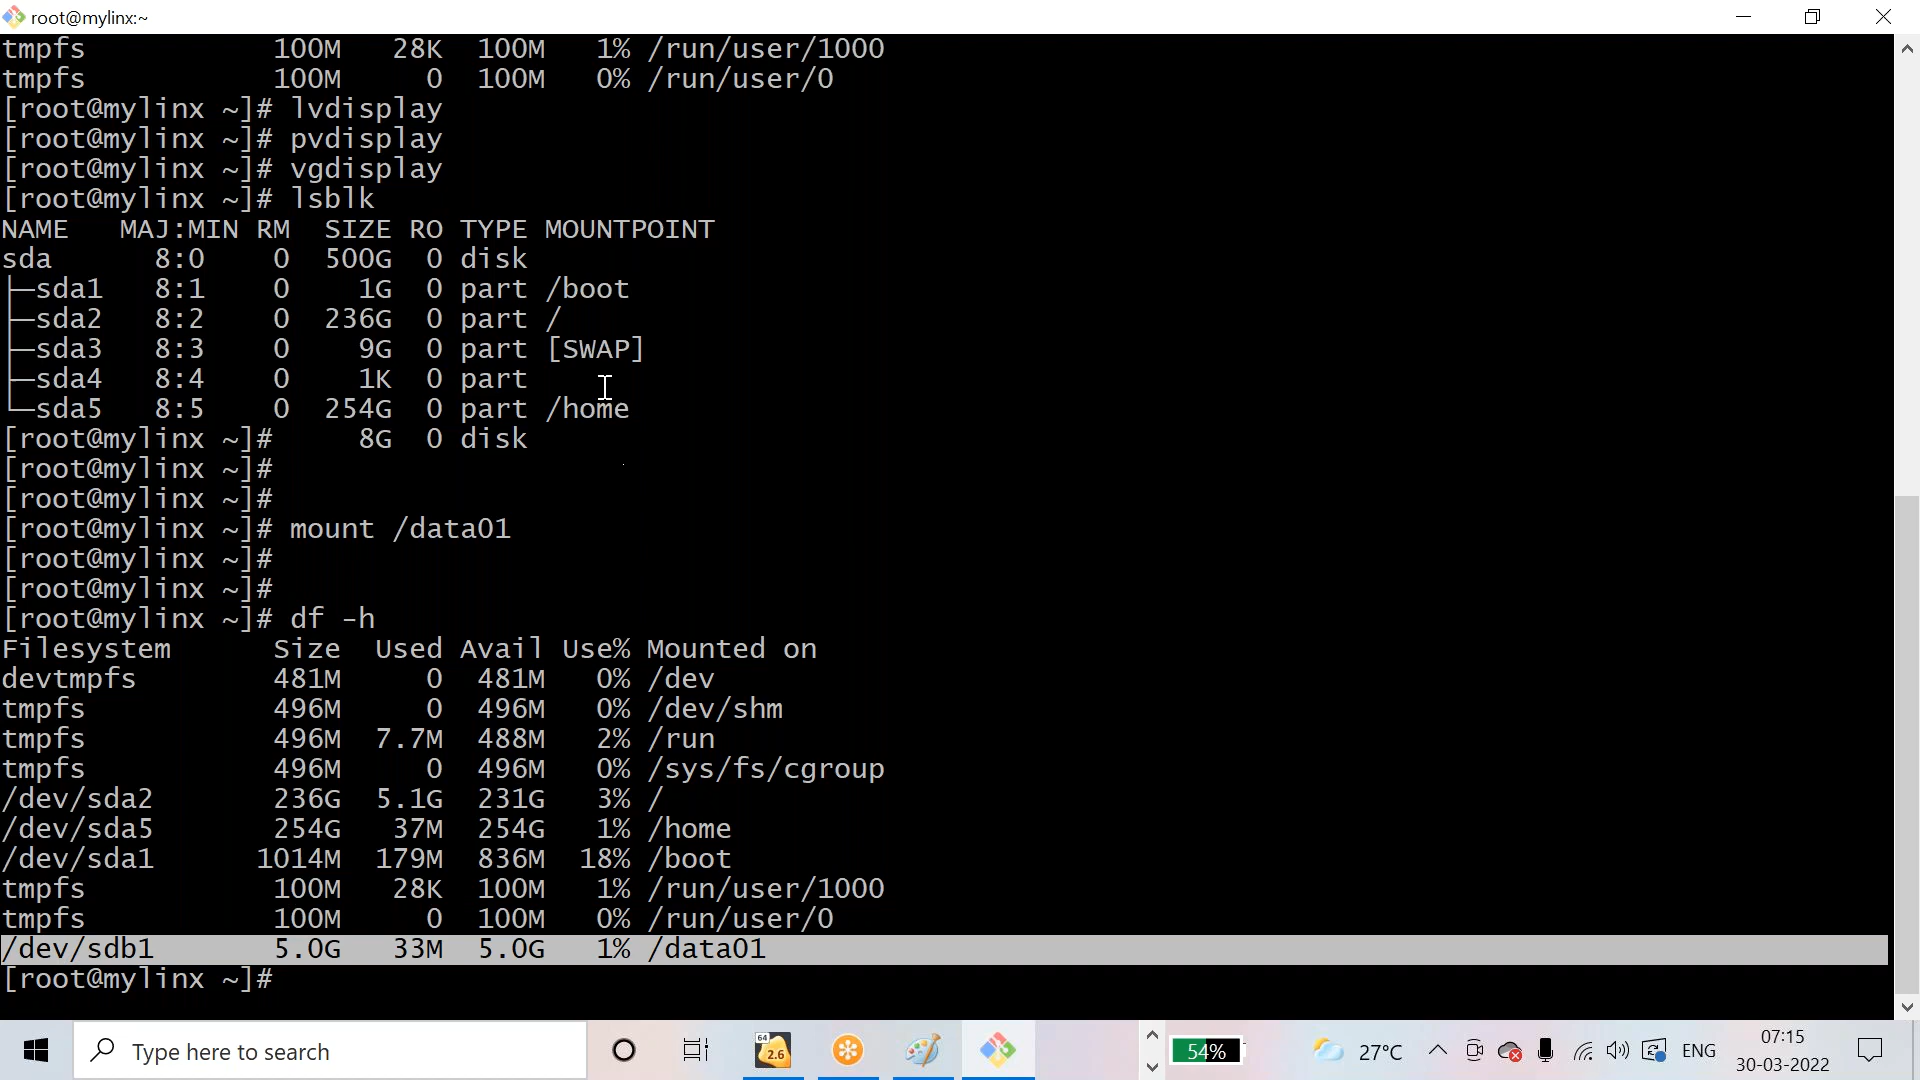 root@mylinx:~
tmpfs           100M   28K  100M   1% /run/user/1000
tmpfs           100M     0  100M   0% /run/user/0
[root@mylinx ~]# lvdisplay
[root@mylinx ~]# pvdisplay
[root@mylinx ~]# vgdisplay
[root@mylinx ~]# lsblk
NAME   MAJ:MIN RM  SIZE RO TYPE MOUNTPOINT
sda      8:0    0  500G  0 disk
├─sda1   8:1    0    1G  0 part /boot
├─sda2   8:2    0  236G  0 part /
├─sda3   8:3    0    9G  0 part [SWAP]
├─sda4   8:4    0    1K  0 part
└─sda5   8:5    0  254G  0 part /home
[root@mylinx ~]#     8G  0 disk
[root@mylinx ~]#
[root@mylinx ~]#
[root@mylinx ~]# mount /data01
[root@mylinx ~]#
[root@mylinx ~]#
[root@mylinx ~]# df -h
Filesystem      Size  Used Avail Use% Mounted on
devtmpfs        481M     0  481M   0% /dev
tmpfs           496M     0  496M   0% /dev/shm
tmpfs           496M  7.7M  488M   2% /run
tmpfs           496M     0  496M   0% /sys/fs/cgroup
/dev/sda2       236G  5.1G  231G   3% /
/dev/sda5       254G   37M  254G   1% /home
/dev/sda1      1014M  179M  836M  18% /boot
tmpfs           100M   28K  100M   1% /run/user/1000
tmpfs           100M     0  100M   0% /run/user/0
/dev/sdb1       5.0G   33M  5.0G   1% /data01
[root@mylinx ~]#
Type here to search
64
2.6
54%
27°C
ENG
07:15
30-03-2022